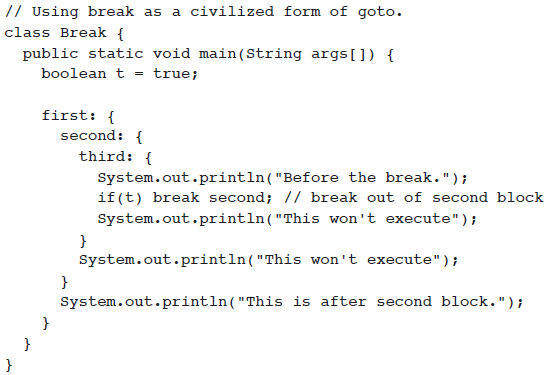 // Using break as a civilized form of goto.
class Break {
  public static void main(String args[]) {
    boolean t = true;

    first: {
      second: {
        third: {
          System.out.println("Before the break.");
          if(t) break second; // break out of second block
          System.out.println("This won't execute");
        }
        System.out.println("This won't execute");
      }
      System.out.println("This is after second block.");
    }
  }
}